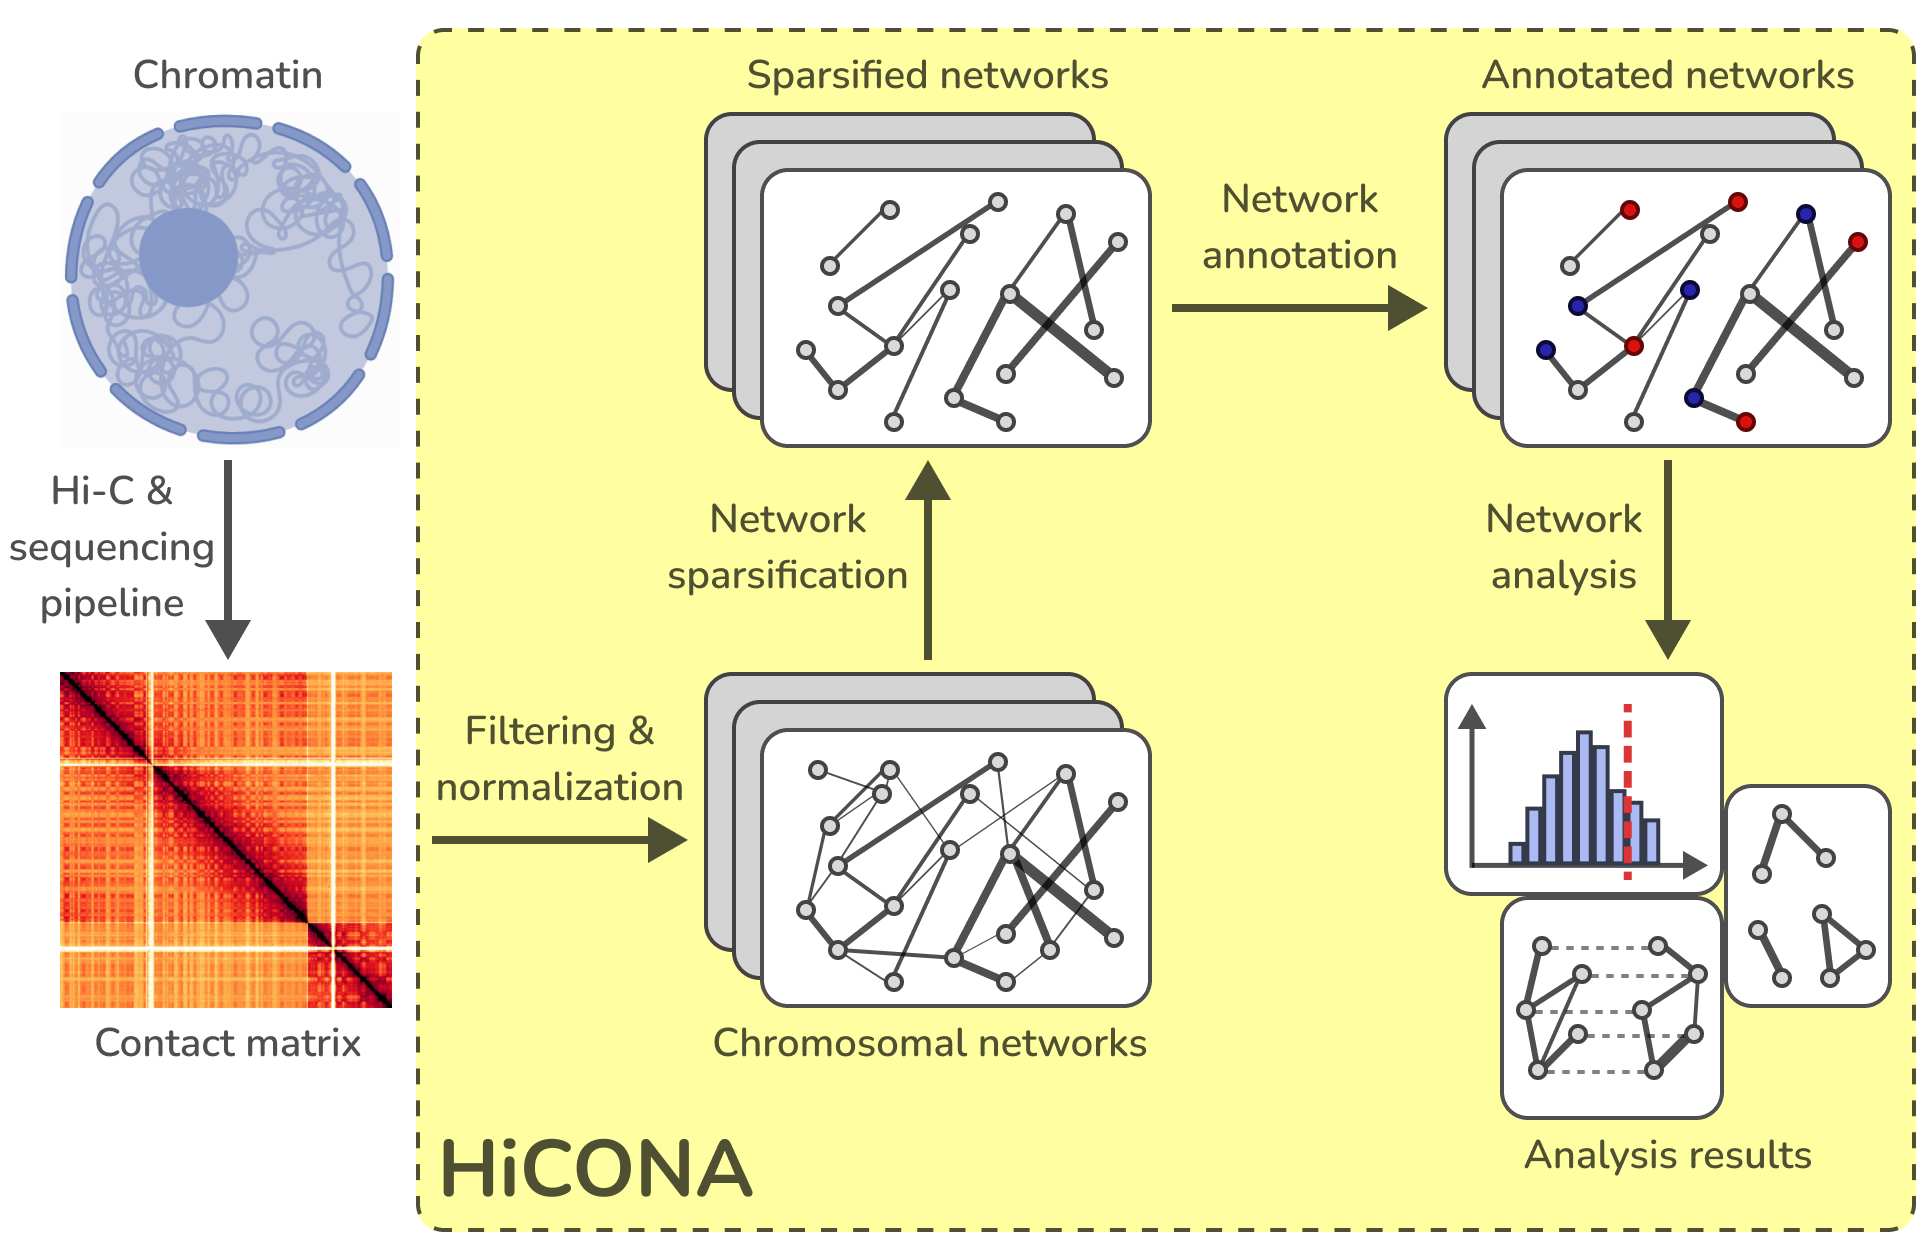 Chromatin
Hi-C &
sequencing
pipeline
Contact matrix
Filtering &
normalization
Chromosomal networks
Network
sparsification
Sparsified networks
Network
annotation
Annotated networks
Network
analysis
Analysis results
HiCONA